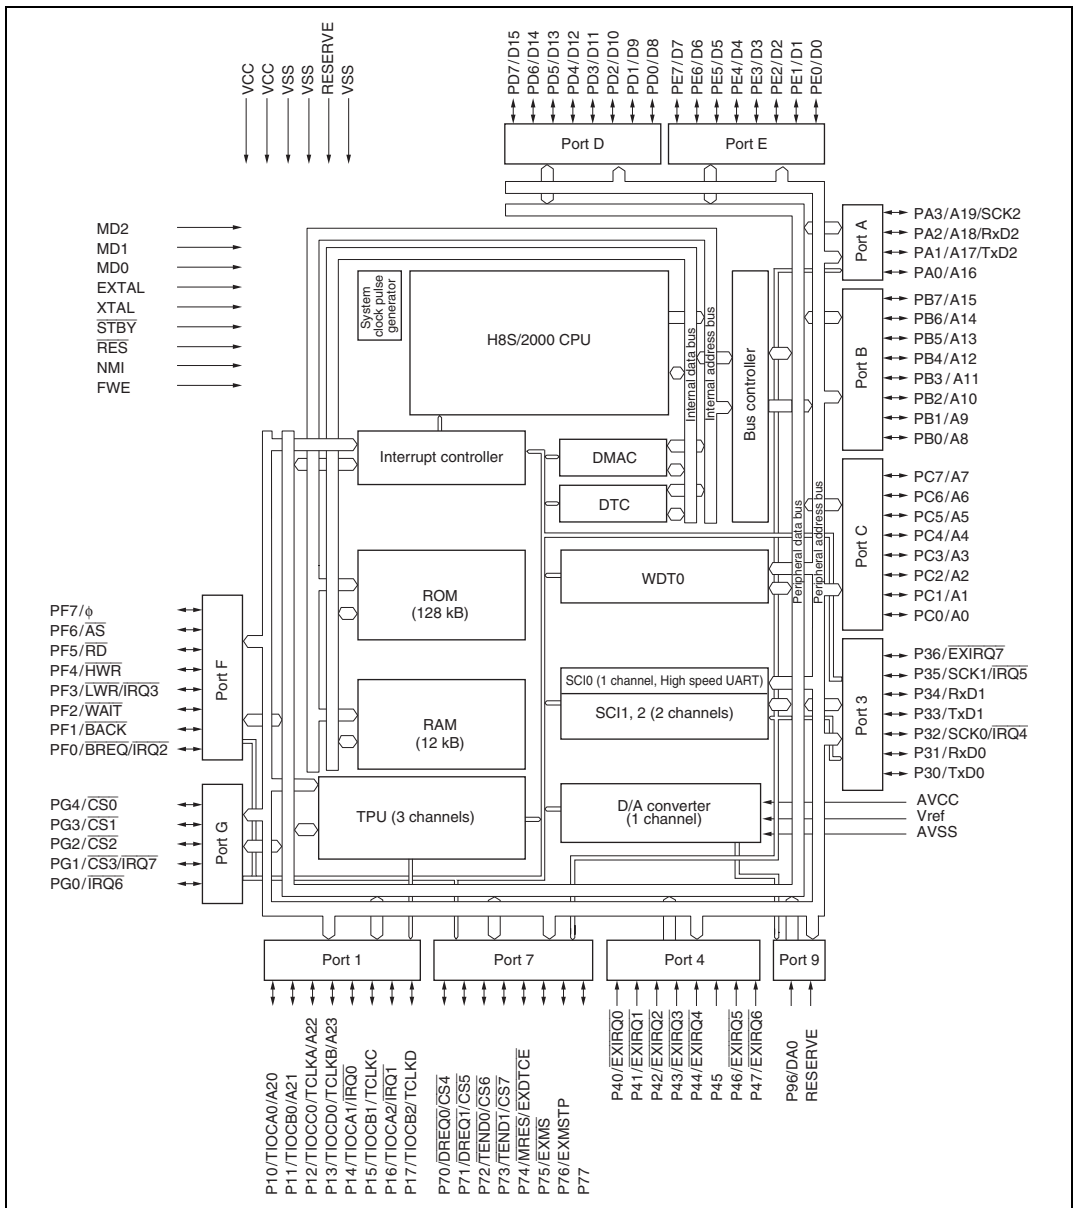 VCC
VCC
VSS
VSS
RESERVE
VSS
PD7/D15
PD6/D14
PD5/D13
PD4/D12
PD3/D11
PD2/D10
PD1/D9
PD0/D8
PE7/D7
PE6/D6
PE5/D5
PE4/D4
PE3/D3
PE2/D2
PE1/D1
PE0/D0
Port D
Port E
MD2
MD1
MD0
EXTAL
XTAL
STBY
RES
NMI
FWE
System
clock pulse
generator
H8S/2000 CPU
Internal data bus
Internal address bus
Bus controller
Port A
PA3/A19/SCK2
PA2/A18/RxD2
PA1/A17/TxD2
PA0/A16
Port B
PB7/A15
PB6/A14
PB5/A13
PB4/A12
PB3/A11
PB2/A10
PB1/A9
PB0/A8
Interrupt controller
DMAC
DTC
Peripheral data bus
Peripheral address bus
Port C
PC7/A7
PC6/A6
PC5/A5
PC4/A4
PC3/A3
PC2/A2
PC1/A1
PC0/A0
ROM
(128 kB)
WDT0
PF7/ϕ
PF6/AS
PF5/RD
PF4/HWR
PF3/LWR/IRQ3
PF2/WAIT
PF1/BACK
PF0/BREQ/IRQ2
Port F
RAM
(12 kB)
SCI0 (1 channel, High speed UART)
SCI1, 2 (2 channels)
Port 3
P36/EXIRQ7
P35/SCK1/IRQ5
P34/RxD1
P33/TxD1
P32/SCK0/IRQ4
P31/RxD0
P30/TxD0
PG4/CS0
PG3/CS1
PG2/CS2
PG1/CS3/IRQ7
PG0/IRQ6
Port G
TPU (3 channels)
D/A converter
(1 channel)
AVCC
Vref
AVSS
Port 1
Port 7
Port 4
Port 9
P10/TIOCA0/A20
P11/TIOCB0/A21
P12/TIOCC0/TCLKA/A22
P13/TIOCD0/TCLKB/A23
P14/TIOCA1/IRQ0
P15/TIOCB1/TCLKC
P16/TIOCA2/IRQ1
P17/TIOCB2/TCLKD
P70/DREQ0/CS4
P71/DREQ1/CS5
P72/TEND0/CS6
P73/TEND1/CS7
P74/MRES/EXDTCE
P75/EXMS
P76/EXMSTP
P77
P40/EXIRQ0
P41/EXIRQ1
P42/EXIRQ2
P43/EXIRQ3
P44/EXIRQ4
P45
P46/EXIRQ5
P47/EXIRQ6
P96/DA0
RESERVE